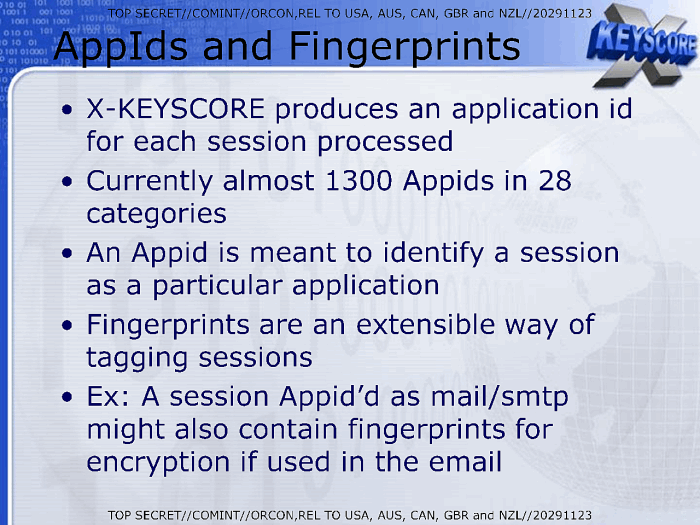 TOP SECRET//COMINT//ORCON,REL TO USA, AUS, CAN, GBR and NZL//20291123
AppIds and Fingerprints
X KEYSCORE
• X-KEYSCORE produces an application id
for each session processed
• Currently almost 1300 Appids in 28
categories
• An Appid is meant to identify a session
as a particular application
• Fingerprints are an extensible way of
tagging sessions
• Ex: A session Appid’d as mail/smtp
might also contain fingerprints for
encryption if used in the email
TOP SECRET//COMINT//ORCON,REL TO USA, AUS, CAN, GBR and NZL//20291123